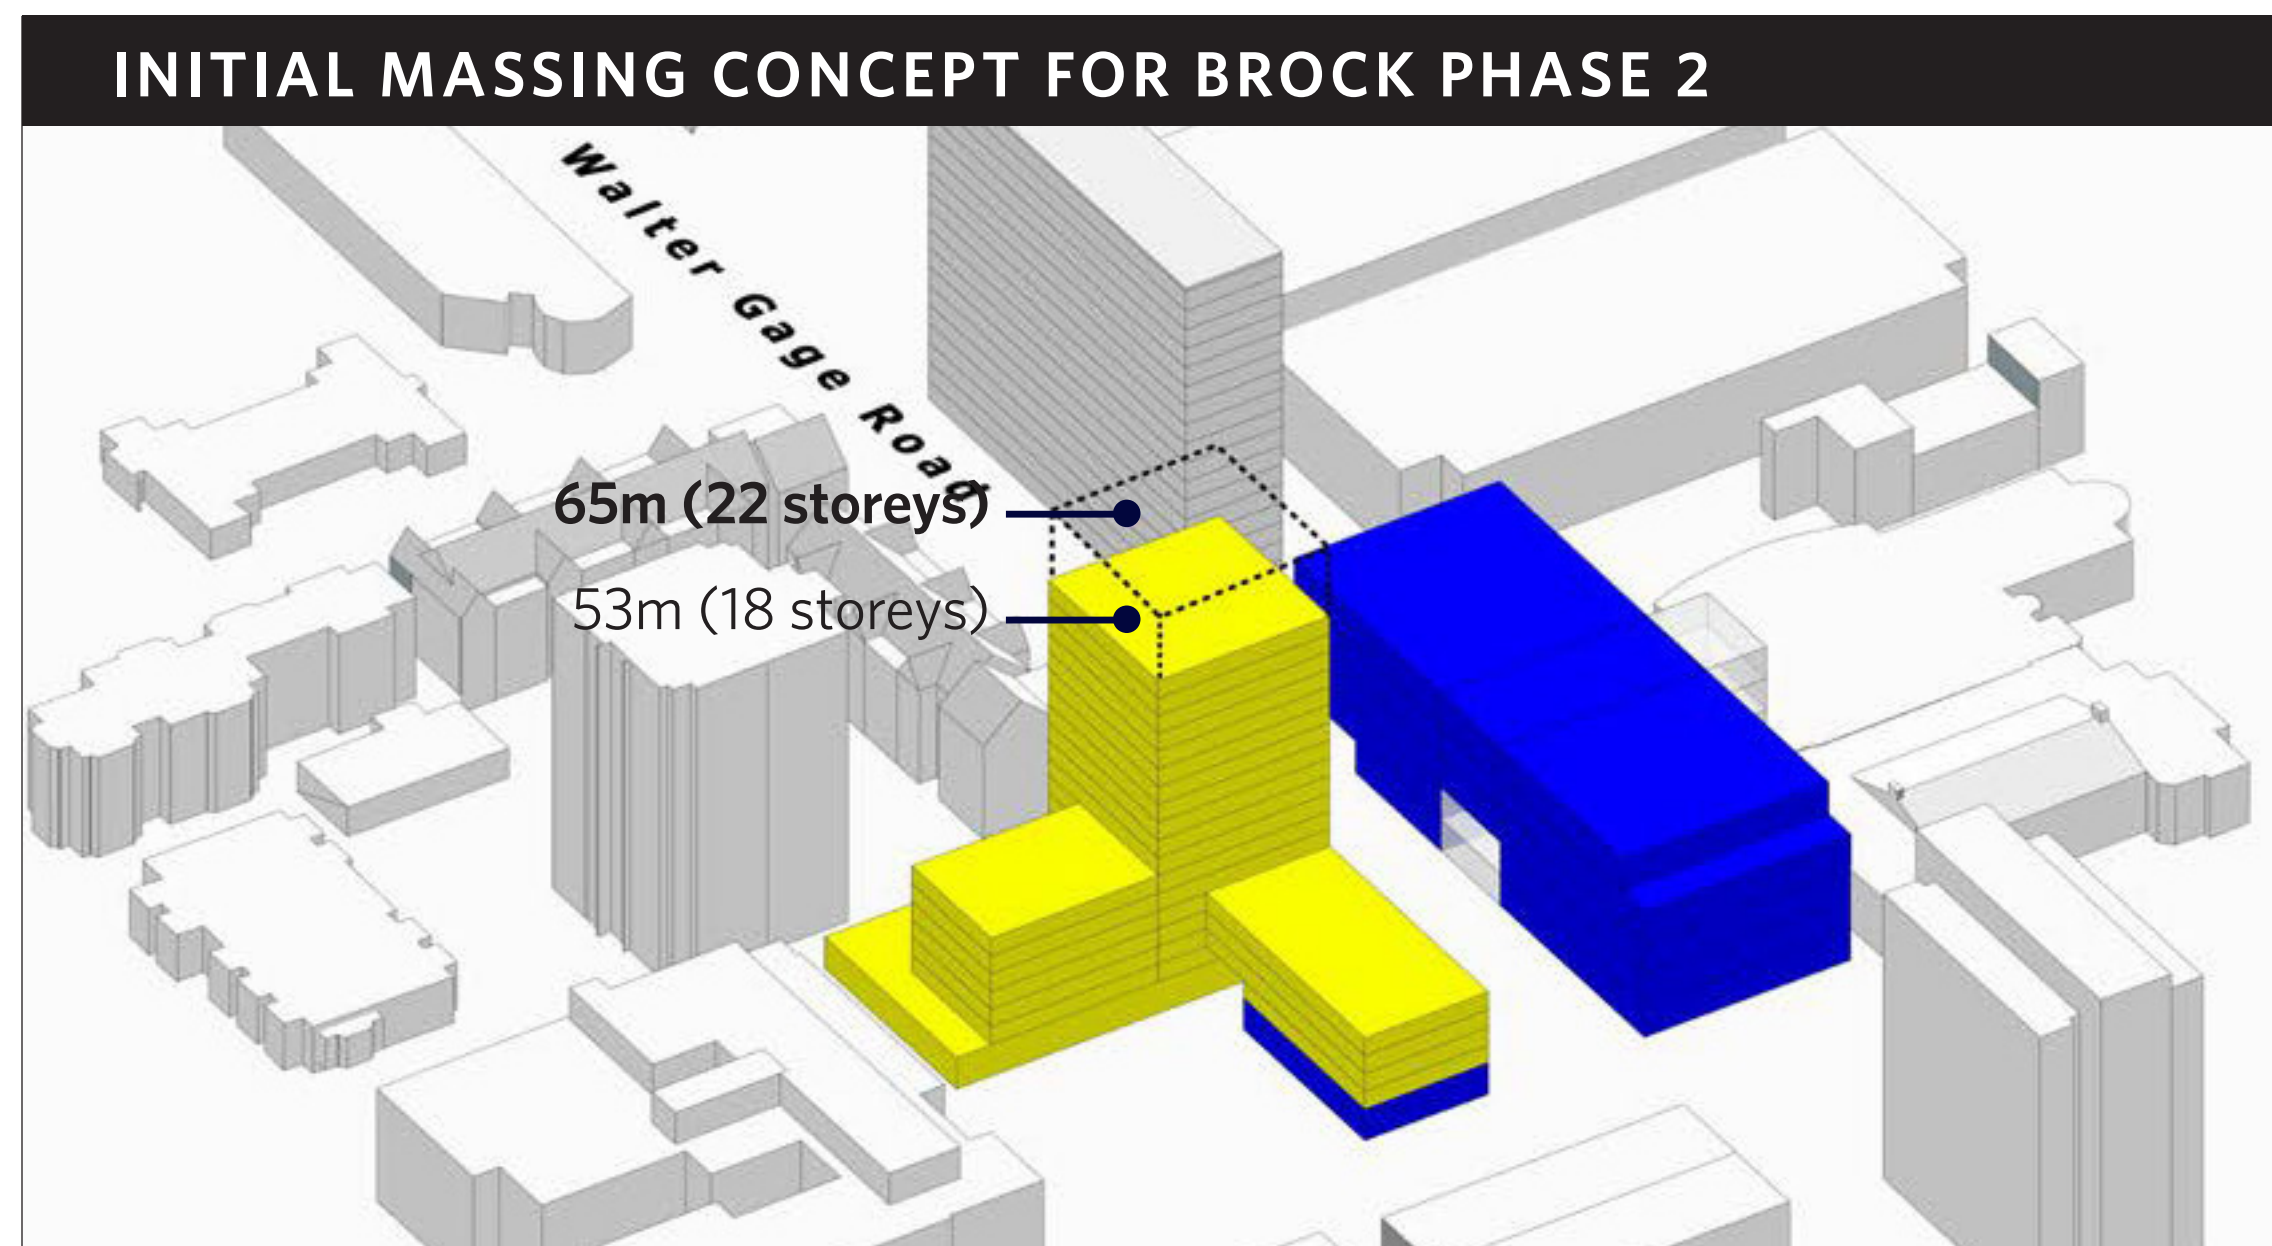 INITIAL MASSING CONCEPT FOR BROCK PHASE 2
Walter Gage Road
65m (22 storeys)
53m (18 storeys)